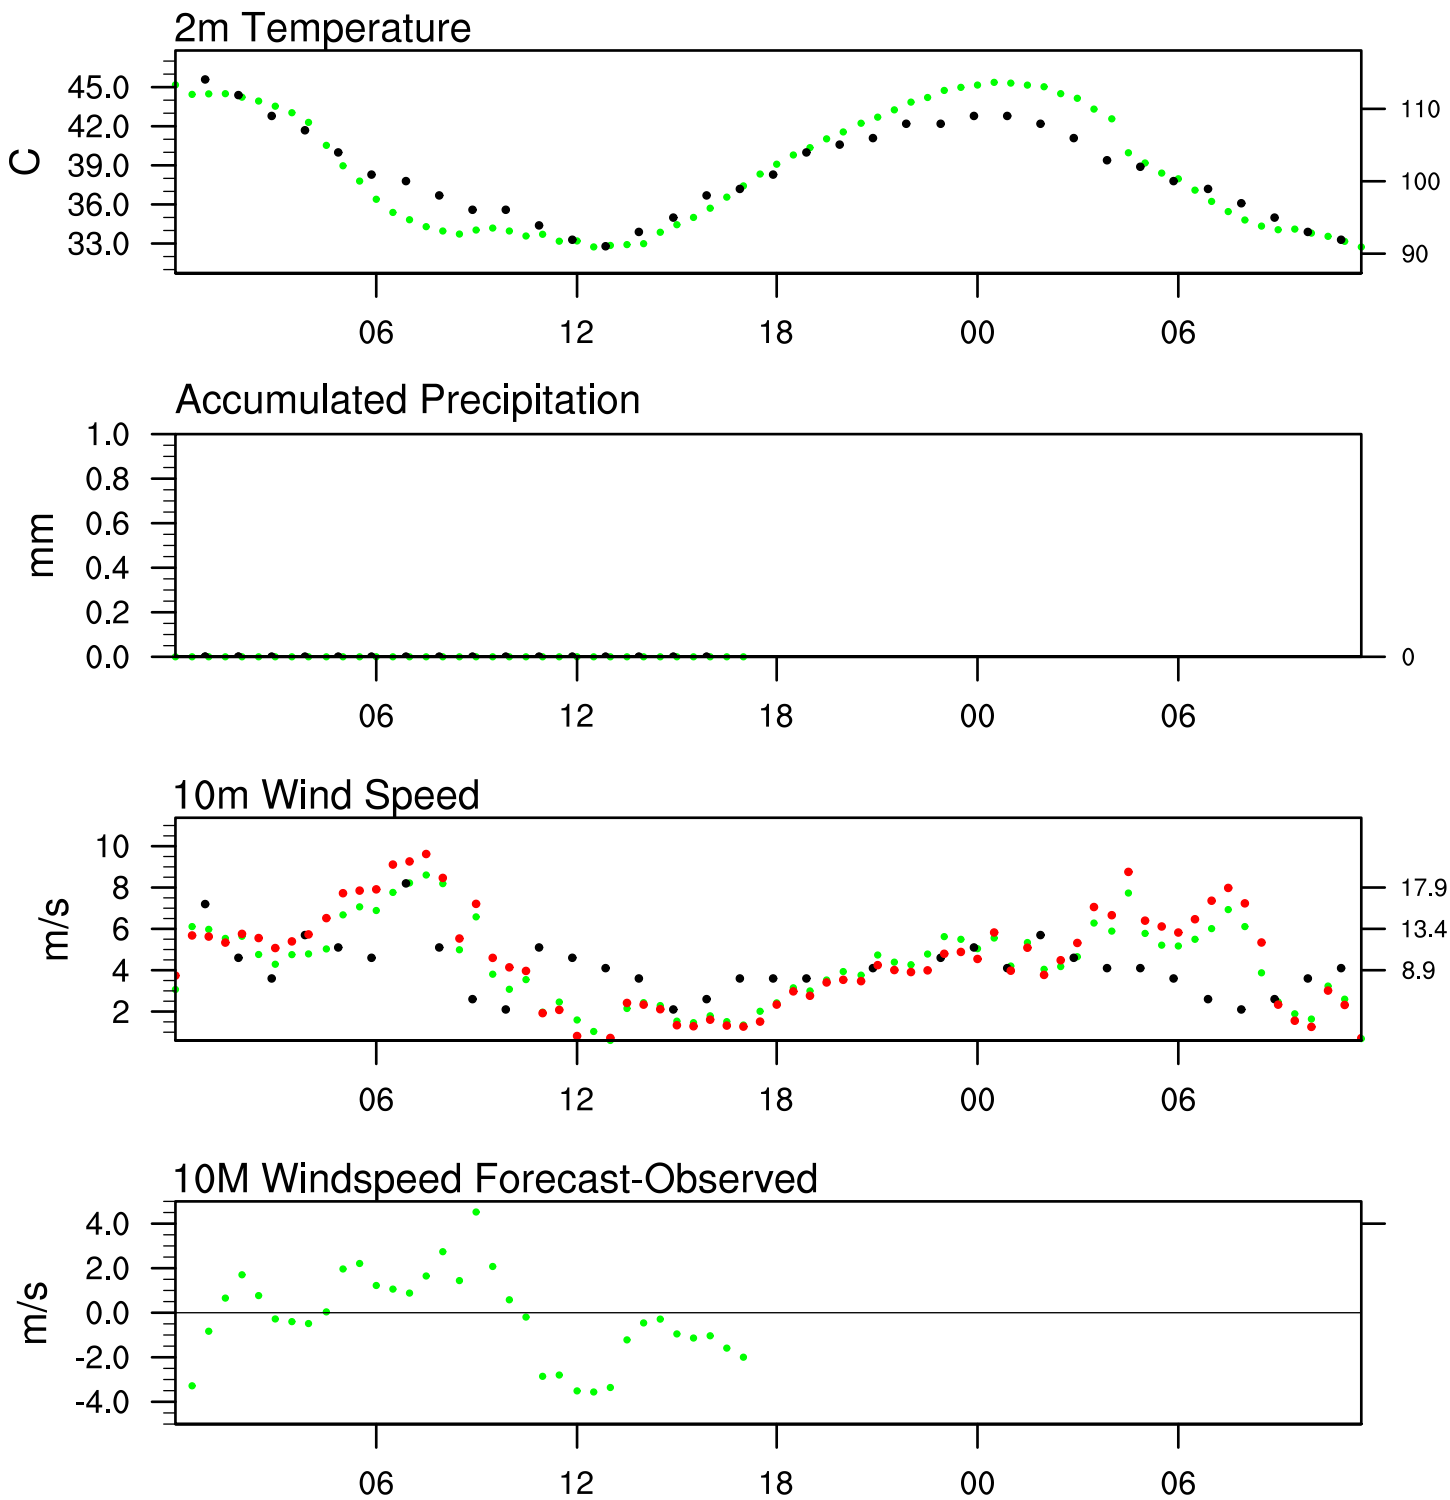 2m Temperature
45.0
42.0
39.0
36.0
33.0
C
110
100
90
06 12 18 00 06
Accumulated Precipitation
1.0
0.8
0.6
0.4
0.2
0.0
mm
0
06 12 18 00 06
10m Wind Speed
10
8
6
4
2
m/s
17.9
13.4
8.9
06 12 18 00 06
10M Windspeed Forecast-Observed
4.0
2.0
0.0
-2.0
-4.0
m/s
06 12 18 00 06